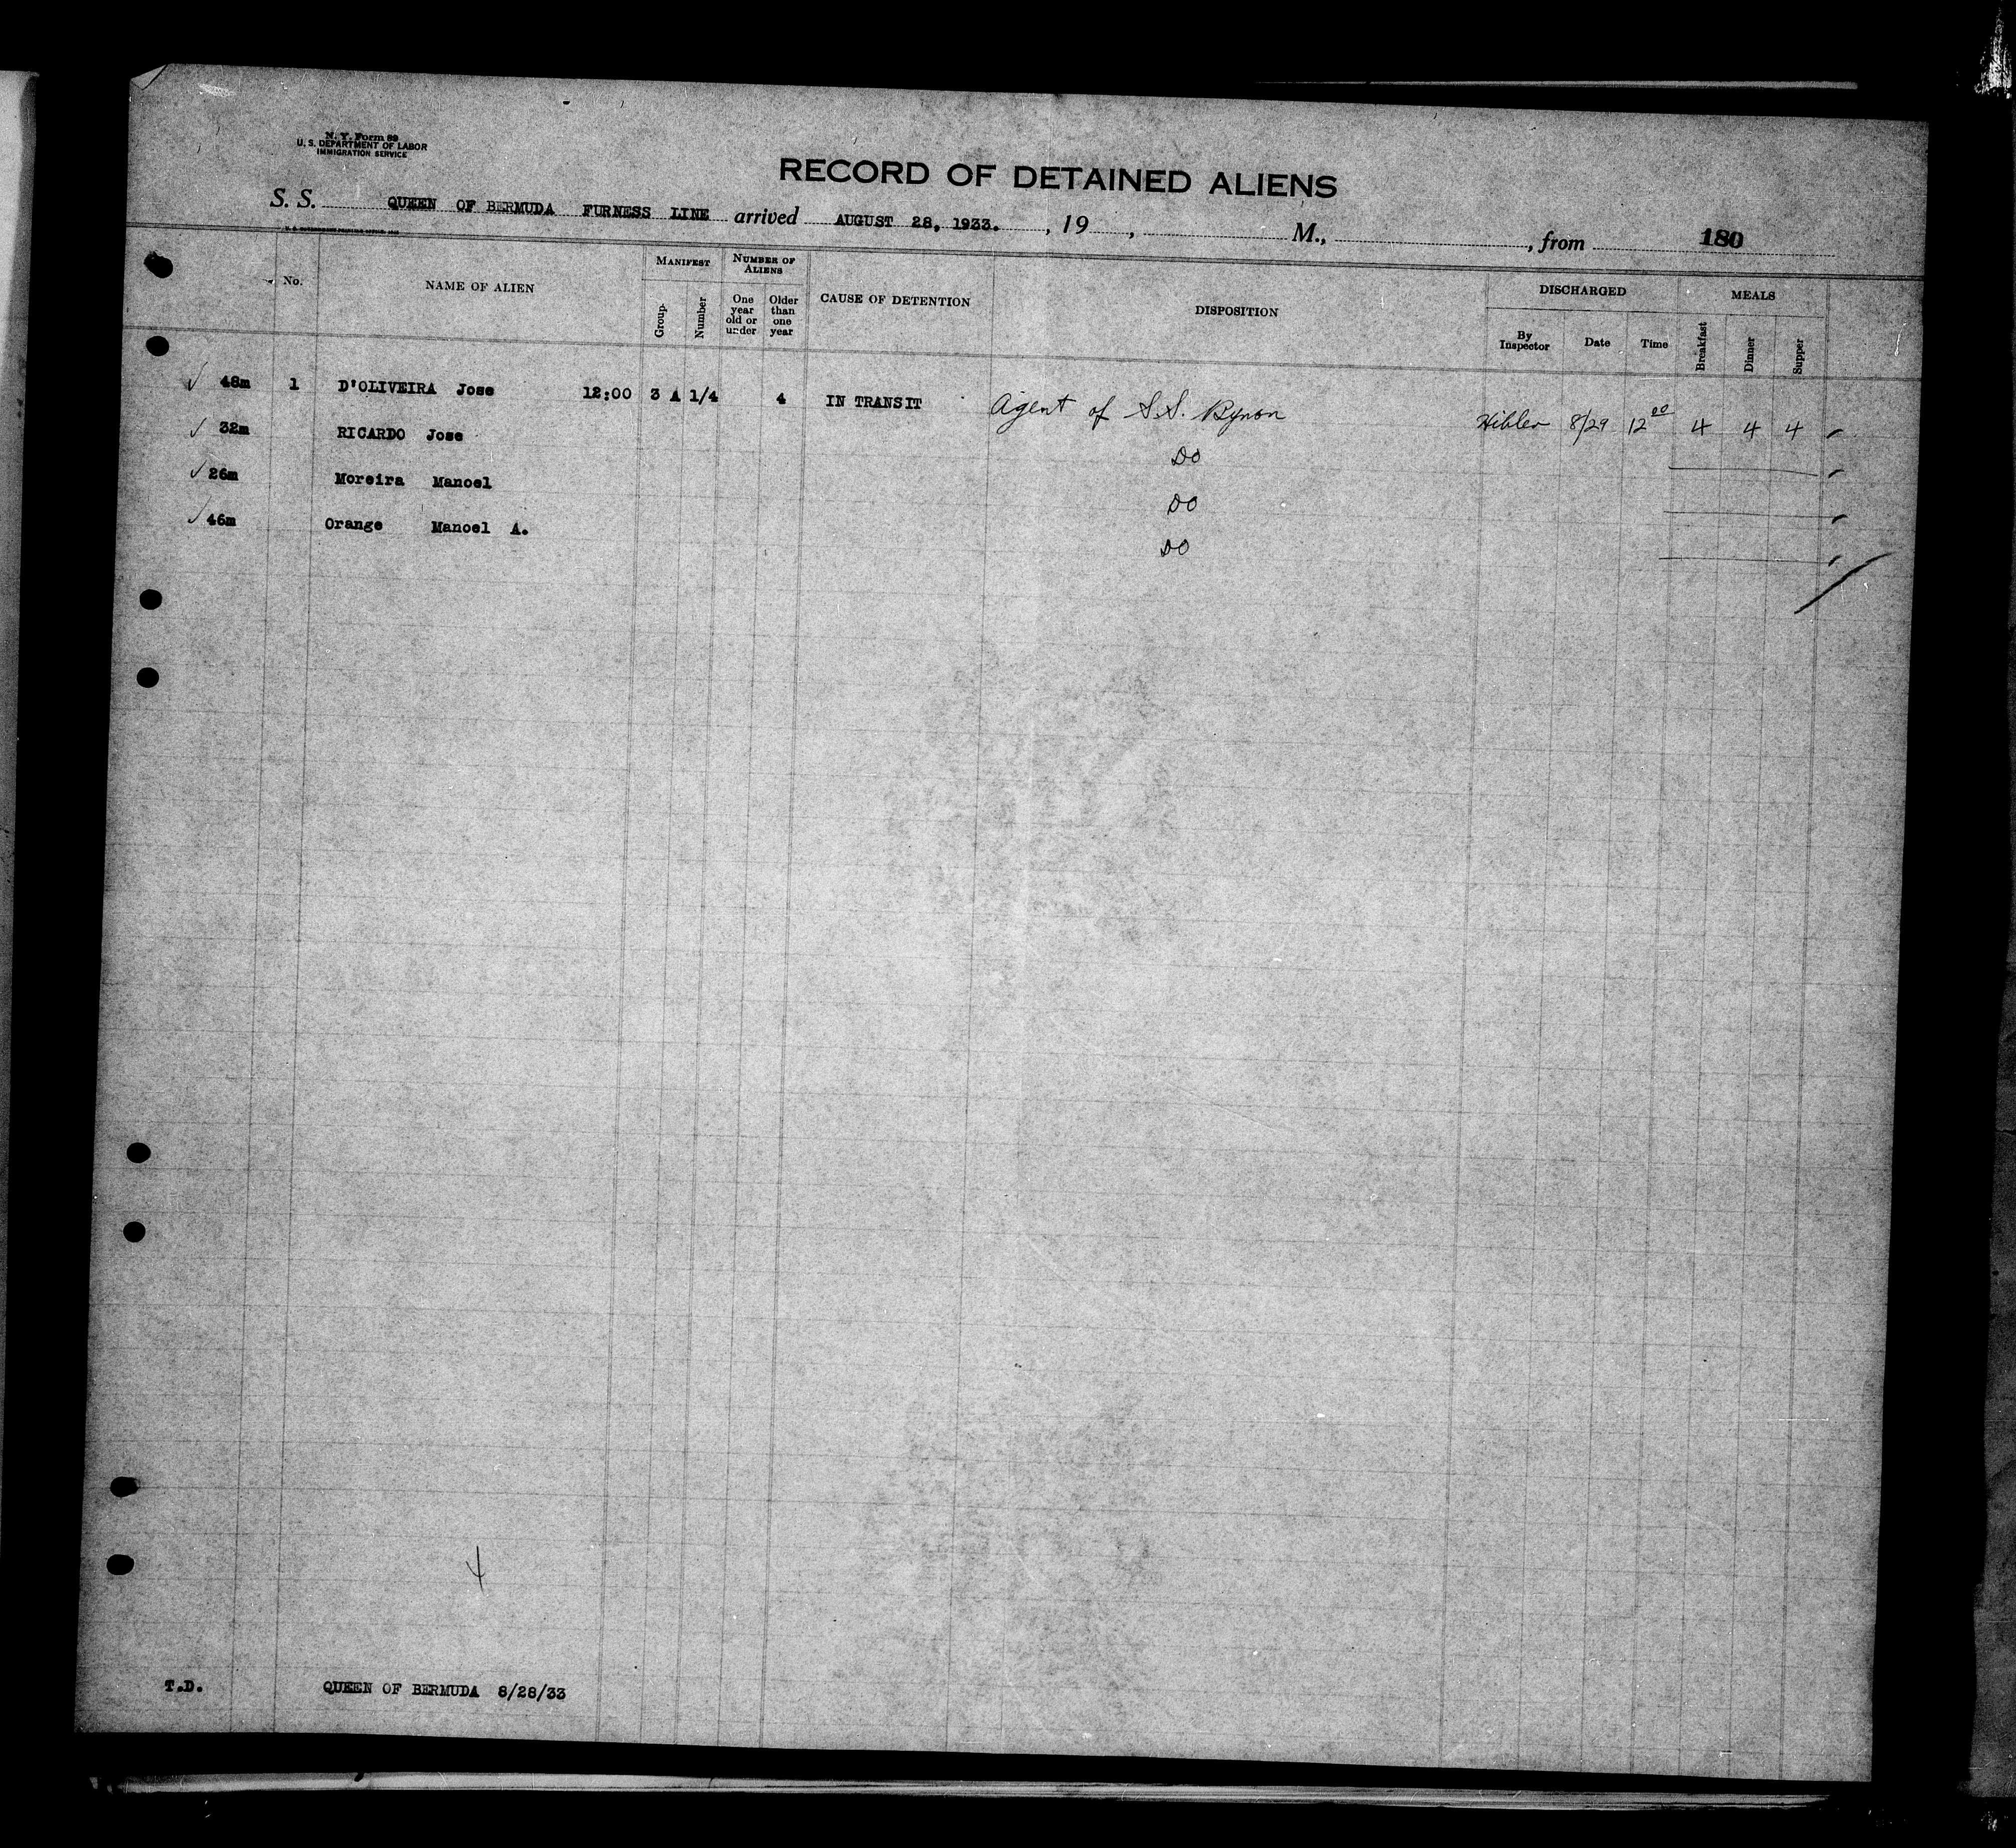 N. Y. Form 89
U. S. DEPARTMENT OF LABOR
IMMIGRATION SERVICE
RECORD OF DETAINED ALIENS
S. S. QUEEN OF BERMUDA FURNESS LINE arrived AUGUST 28, 1933. , 19 , M., , from 180
No. NAME OF ALIEN MANIFEST NUMBER OF ALIENS CAUSE OF DETENTION DISPOSITION DISCHARGED MEALS
Group Number One year old or under Older than one year By Inspector Date Time Breakfast Dinner Supper
48m 1 D'OLIVEIRA Jose 12:00 3 A 1/4 4 IN TRANSIT Agent of S.S. Byron Hibler 8/29 12 00 4 4 4
32m RICARDO Jose DO
26m Moreira Manoel DO
46m Orange Manoel A. DO
4
T.D. QUEEN OF BERMUDA 8/28/33